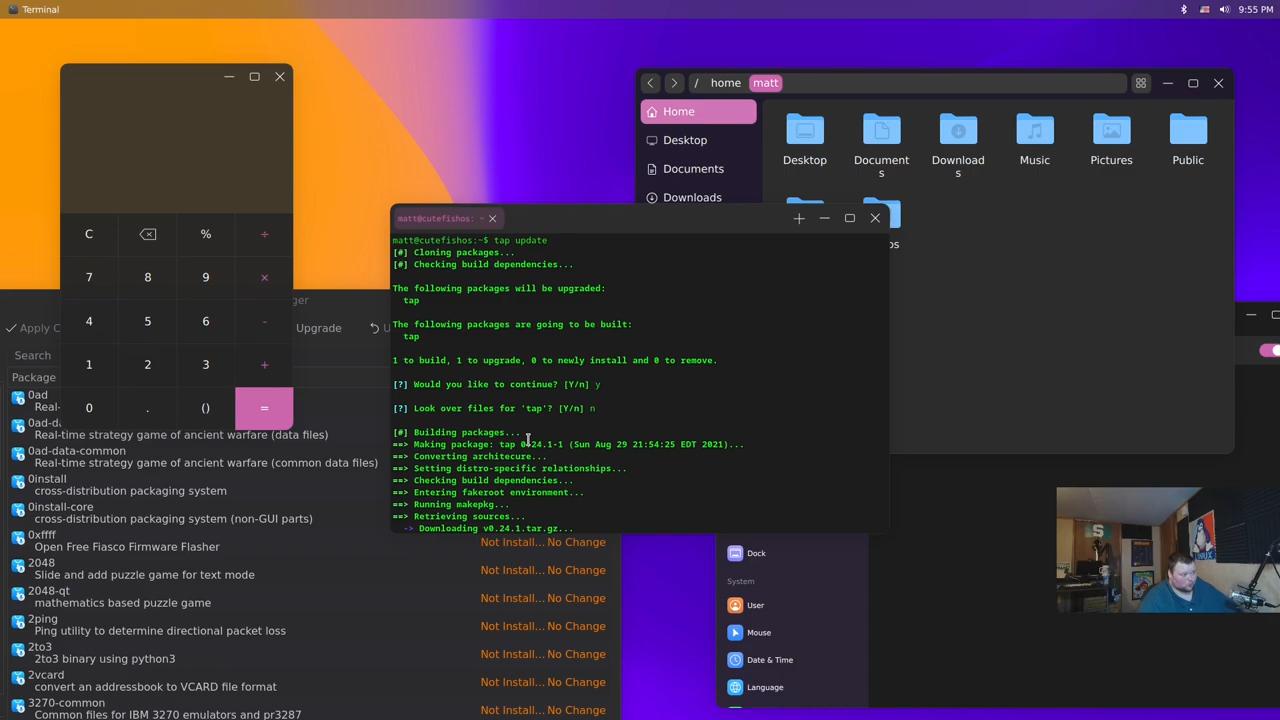 Terminal
9:55 PM
C
%
÷
7
8
9
×
4
5
6
-
1
2
3
+
0
.
()
=
/ home matt
Home
Desktop
Documents
Downloads
Desktop
Document
s
Download
s
Music
Pictures
Public
os
matt@cutefishos: ~
matt@cutefishos:~$ tap update
[#] Cloning packages...
[#] Checking build dependencies...
The following packages will be upgraded:
tap
The following packages are going to be built:
tap
1 to build, 1 to upgrade, 0 to newly install and 0 to remove.
[?] Would you like to continue? [Y/n] y
[?] Look over files for 'tap'? [Y/n] n
[#] Building packages...
==> Making package: tap 0.24.1-1 (Sun Aug 29 21:54:25 EDT 2021)...
==> Converting architecure...
==> Setting distro-specific relationships...
==> Checking build dependencies...
==> Entering fakeroot environment...
==> Running makepkg...
==> Retrieving sources...
-> Downloading v0.24.1.tar.gz...
ger
Apply C
Upgrade
U
Search
Package
0ad
Real-
0ad-d
Real-time strategy game of ancient warfare (data files)
0ad-data-common
Real-time strategy game of ancient warfare (common data files)
0install
cross-distribution packaging system
0install-core
cross-distribution packaging system (non-GUI parts)
0xffff
Open Free Fiasco Firmware Flasher
Not Install... No Change
2048
Slide and add puzzle game for text mode
Not Install... No Change
2048-qt
mathematics based puzzle game
Not Install... No Change
2ping
Ping utility to determine directional packet loss
Not Install... No Change
2to3
2to3 binary using python3
Not Install... No Change
2vcard
convert an addressbook to VCARD file format
Not Install... No Change
3270-common
Common files for IBM 3270 emulators and pr3287
Not Install... No Change
Dock
System
User
Mouse
Date & Time
Language